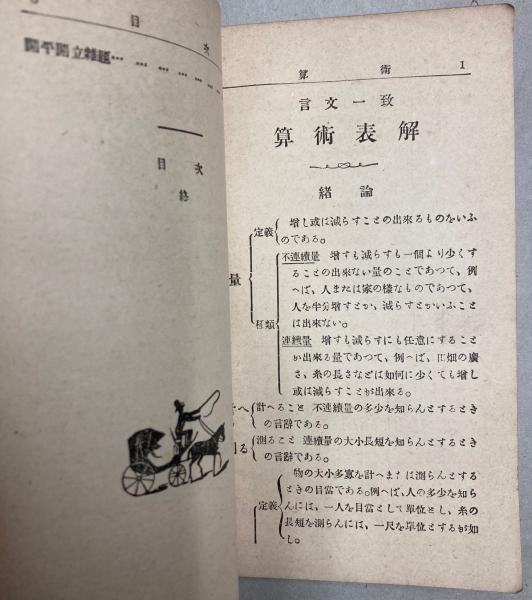 目次
開平開立雜題… … … … … …
目次
終
算術 1
言文一致
算術表解
緒論
量
定義
増し或は減らすことの出來るものをいふ
のである。
種類
不連續量 増すも減らすも一個より少くす
ることの出來ない量のことであつて、例
へば、人または家の樣なものであつて、
人を半分増すとか、減らすとかいふこと
は出來ない。
連續量 増すも減らすにも任意にすること
が出來る量であつて、例へば、田畑の廣
さ、糸の長さなどは如何に少くても増し
或は減らすことが出來る。
計へること 不連續量の多少を知らんとするとき
の言辭である。
測ること 連續量の大小長短を知らんとするとき
の言辭である。
定義
物の大小多寡を計へまたは測らんとする
ときの目當である。例へば、人の多少を知ら
んには、一人を目當として單位とし、糸の
長短を測らんには、一尺を單位とするが如
し。